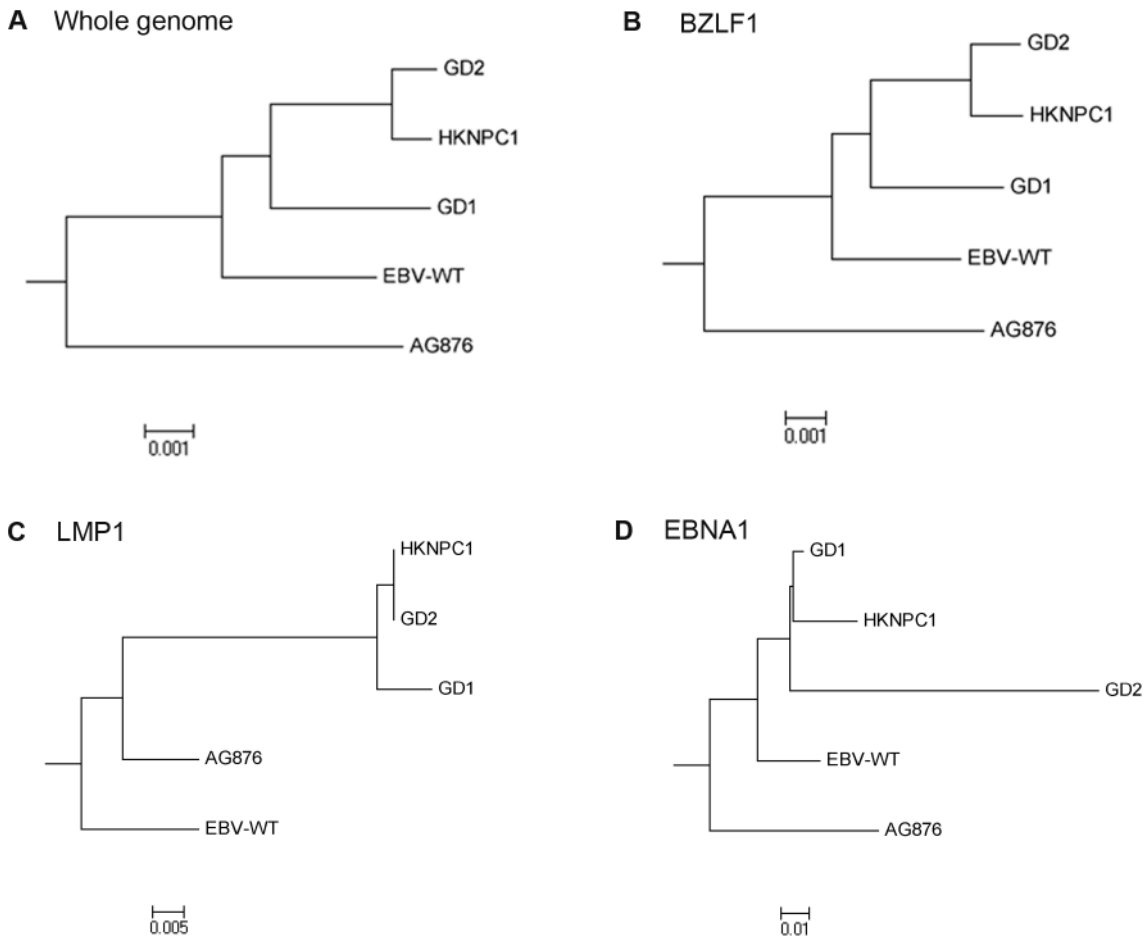 A Whole genome
GD2
HKNPC1
GD1
EBV-WT
AG876
0.001
B BZLF1
GD2
HKNPC1
GD1
EBV-WT
AG876
0.001
C LMP1
HKNPC1
GD2
GD1
AG876
EBV-WT
0.005
D EBNA1
GD1
HKNPC1
GD2
EBV-WT
AG876
0.01